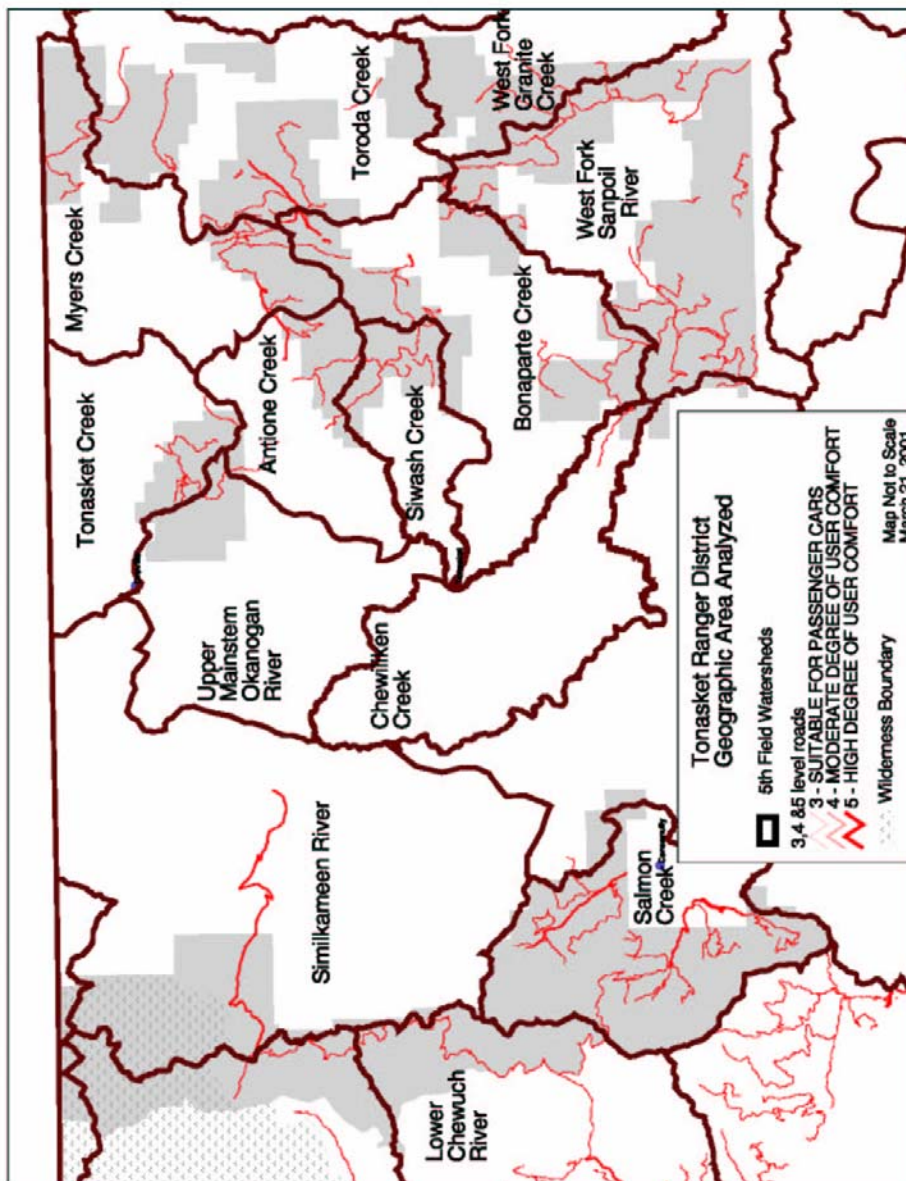 Myers Creek
Toroda Creek
West Fork
Granite
Creek
West Fork
Sanpoil
River
Tonasket Creek
Antione Creek
Siwash Creek
Bonaparte Creek
Upper
Mainstem
Okanogan
River
Chewiliken
Creek
Similkameen River
Salmon
Creek
Lower
Chewuch
River
Tonasket Ranger District
Geographic Area Analyzed
5th Field Watersheds
3,4 &5 level roads
3 - SUITABLE FOR PASSENGER CARS
4 - MODERATE DEGREE OF USER COMFORT
5 - HIGH DEGREE OF USER COMFORT
Wilderness Boundary
Map Not to Scale
March 21, 2001